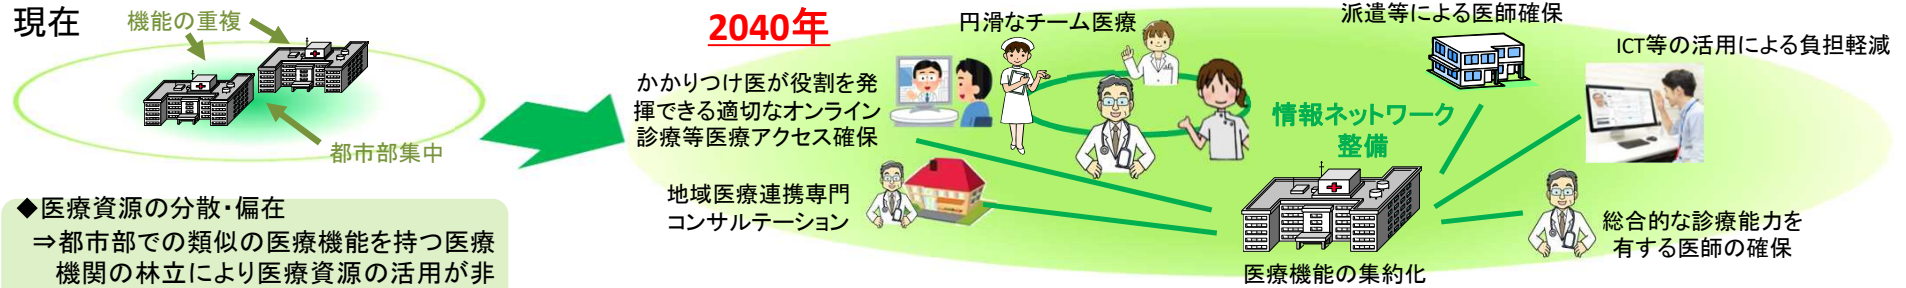 現在
機能の重複
都市部集中
◆医療資源の分散・偏在
⇒都市部での類似の医療機能を持つ医療
機関の林立により医療資源の活用が非
2040年
円滑なチーム医療
派遣等による医師確保
ICT等の活用による負担軽減
かかりつけ医が役割を発
揮できる適切なオンライン
診療等医療アクセス確保
情報ネットワーク
整備
地域医療連携専門
コンサルテーション
総合的な診療能力を
有する医師の確保
医療機能の集約化